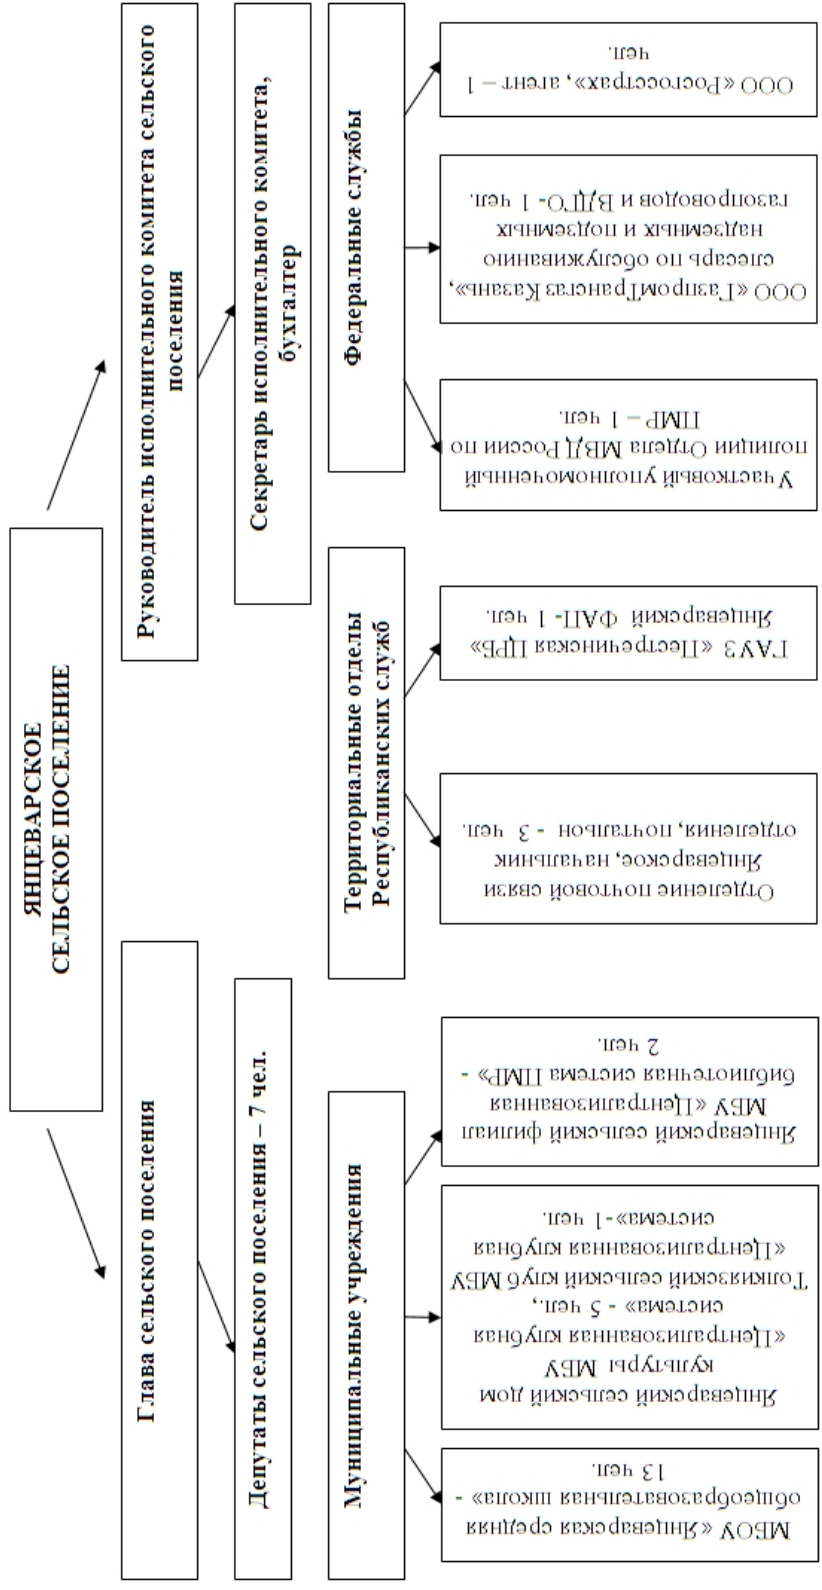 ЯНЦЕВАРСКОЕ
СЕЛЬСКОЕ ПОСЕЛЕНИЕ
Глава сельского поселения
Руководитель исполнительного комитета сельского
поселения
Депутаты сельского поселения – 7 чел.
Секретарь исполнительного комитета,
бухгалтер
Муниципальные учреждения
Территориальные отделы
Республиканских служб
Федеральные службы
МБОУ «Янцеварская средняя
общеобразовательная школа» -
13 чел.
Янцеварский сельский дом
культуры МБУ
«Централизованная клубная
система» - 5 чел.,
Толкиязский сельский клуб МБУ
«Централизованная клубная
система»-1 чел.
Янцеварский сельский филиал
МБУ «Централизованная
библиотечная система ПМР» -
2 чел.
Отделение почтовой связи
Янцеварское, начальник
отделения, почтальон - 3 чел.
ГАУЗ «Пестречинская ЦРБ»
Янцеварский ФАП- 1 чел.
Участковый уполномоченный
полиции Отдела МВД России по
ПМР – 1 чел.
ООО «ГазпромТрансгаз Казань»,
слесарь по обслуживанию
надземных и подземных
газопроводов и ВДГО- 1 чел.
ООО «Росгосстрах», агент – 1
чел.